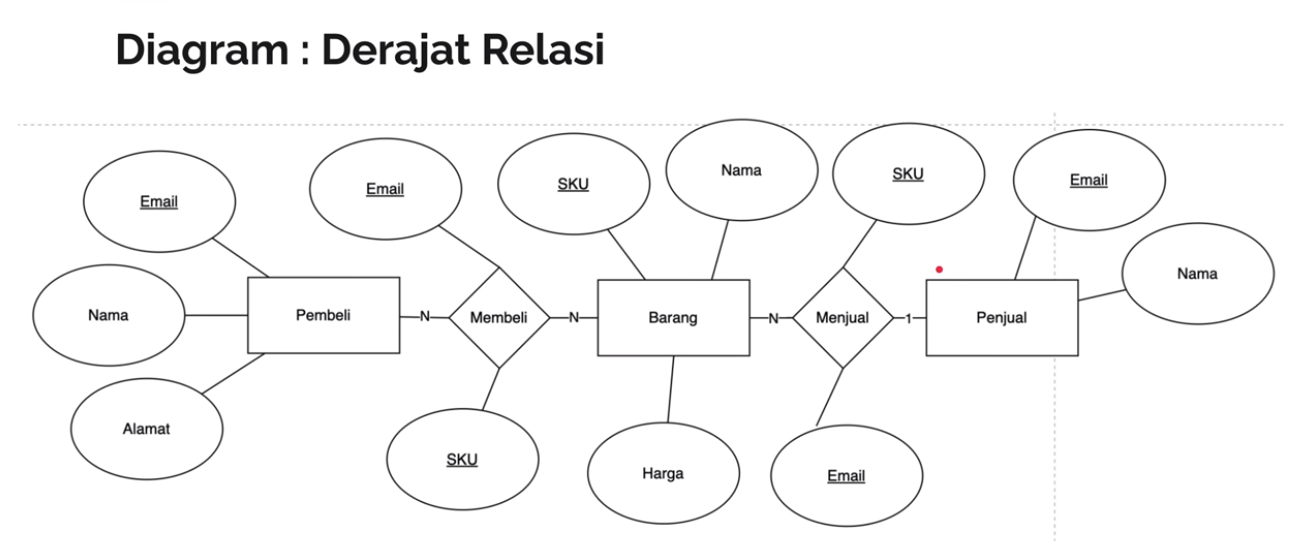 Diagram : Derajat Relasi
Email
Email
SKU
Nama
SKU
Email
Nama
Nama
Pembeli
N
Membeli
N
Barang
N
Menjual
1
Penjual
Alamat
SKU
Harga
Email